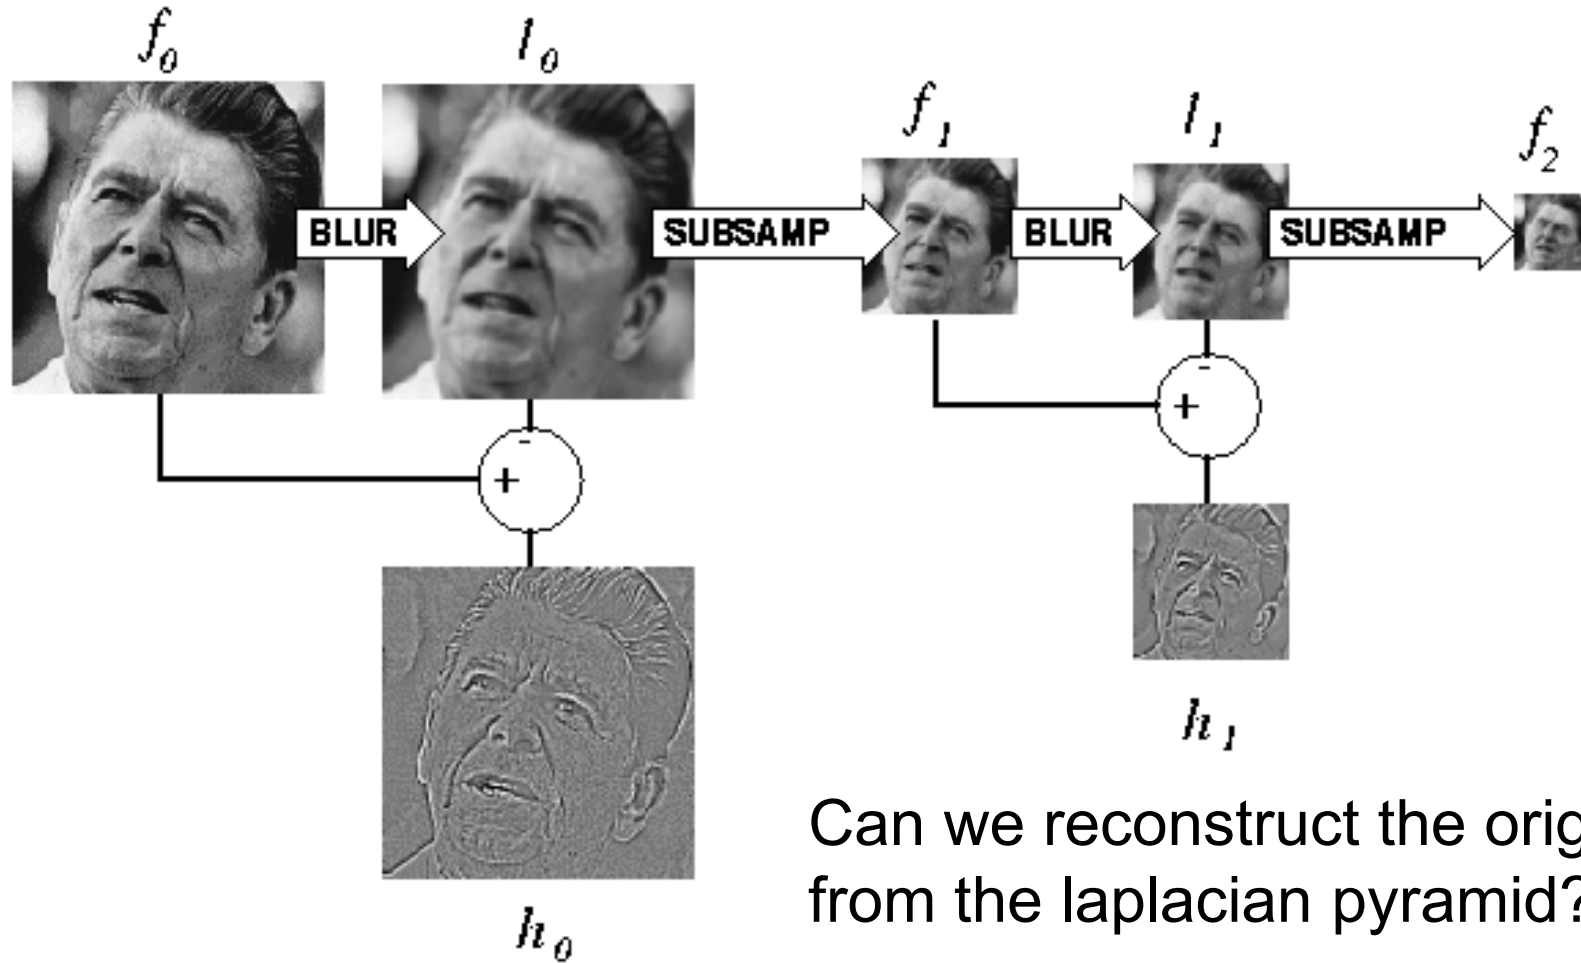 f0
l0
f1
l1
f2
BLUR
SUBSAMP
BLUR
SUBSAMP
-
+
-
+
h1
h0
Can we reconstruct the orig
from the laplacian pyramid?